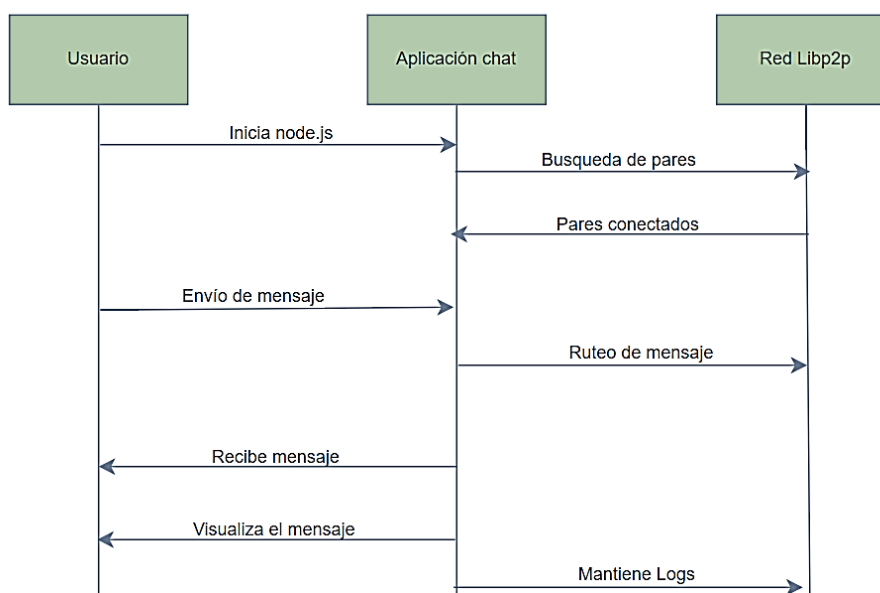 Usuario
Aplicación chat
Red Libp2p
Inicia node.js
Busqueda de pares
Pares conectados
Envío de mensaje
Ruteo de mensaje
Recibe mensaje
Visualiza el mensaje
Mantiene Logs